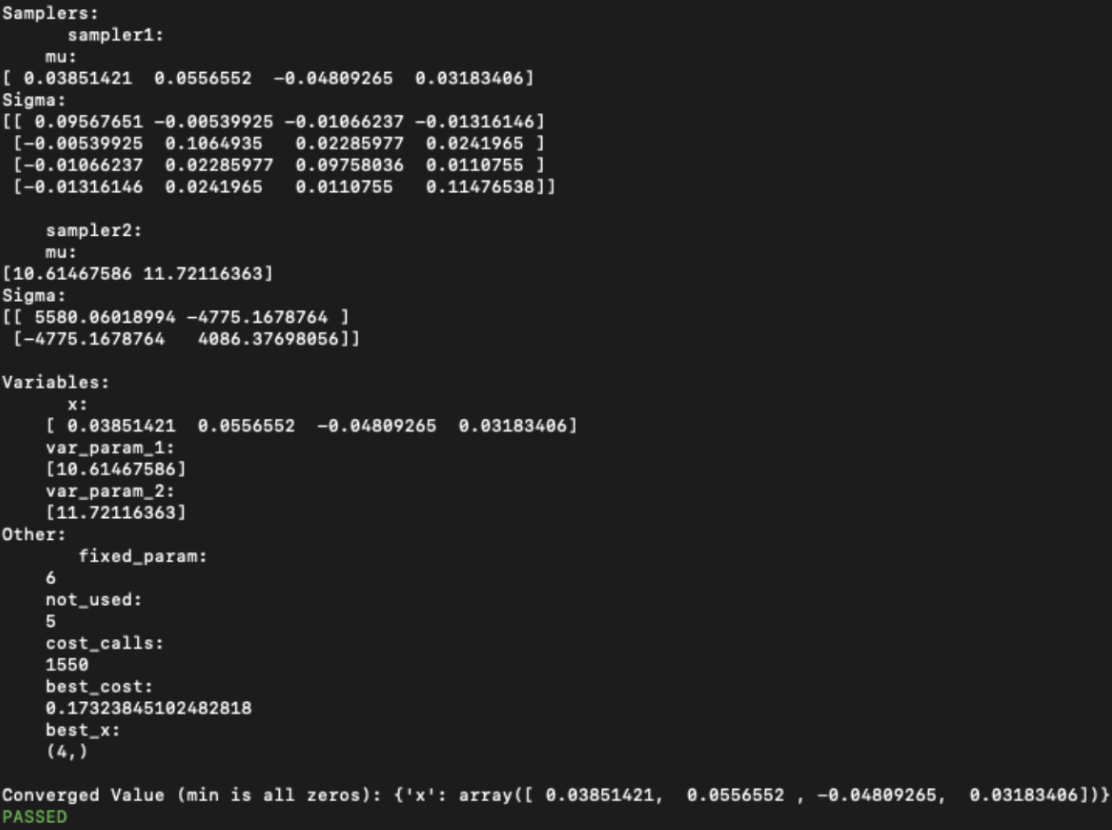 Samplers:
sampler1:
mu:
[ 0.03851421  0.0556552  -0.04809265  0.03183406]
Sigma:
[[ 0.09567651 -0.00539925 -0.01066237 -0.01316146]
[-0.00539925  0.1064935   0.02285977  0.0241965 ]
[-0.01066237  0.02285977  0.09758036  0.0110755 ]
[-0.01316146  0.0241965   0.0110755   0.11476538]]
sampler2:
mu:
[10.61467586 11.72116363]
Sigma:
[[ 5580.06018994 -4775.1678764 ]
[-4775.1678764   4086.37698056]]
Variables:
x:
[ 0.03851421  0.0556552  -0.04809265  0.03183406]
var_param_1:
[10.61467586]
var_param_2:
[11.72116363]
Other:
fixed_param:
6
not_used:
5
cost_calls:
1550
best_cost:
0.17323845102482818
best_x:
(4,)
Converged Value (min is all zeros): {'x': array([ 0.03851421,  0.0556552 , -0.04809265,  0.03183406])}
PASSED